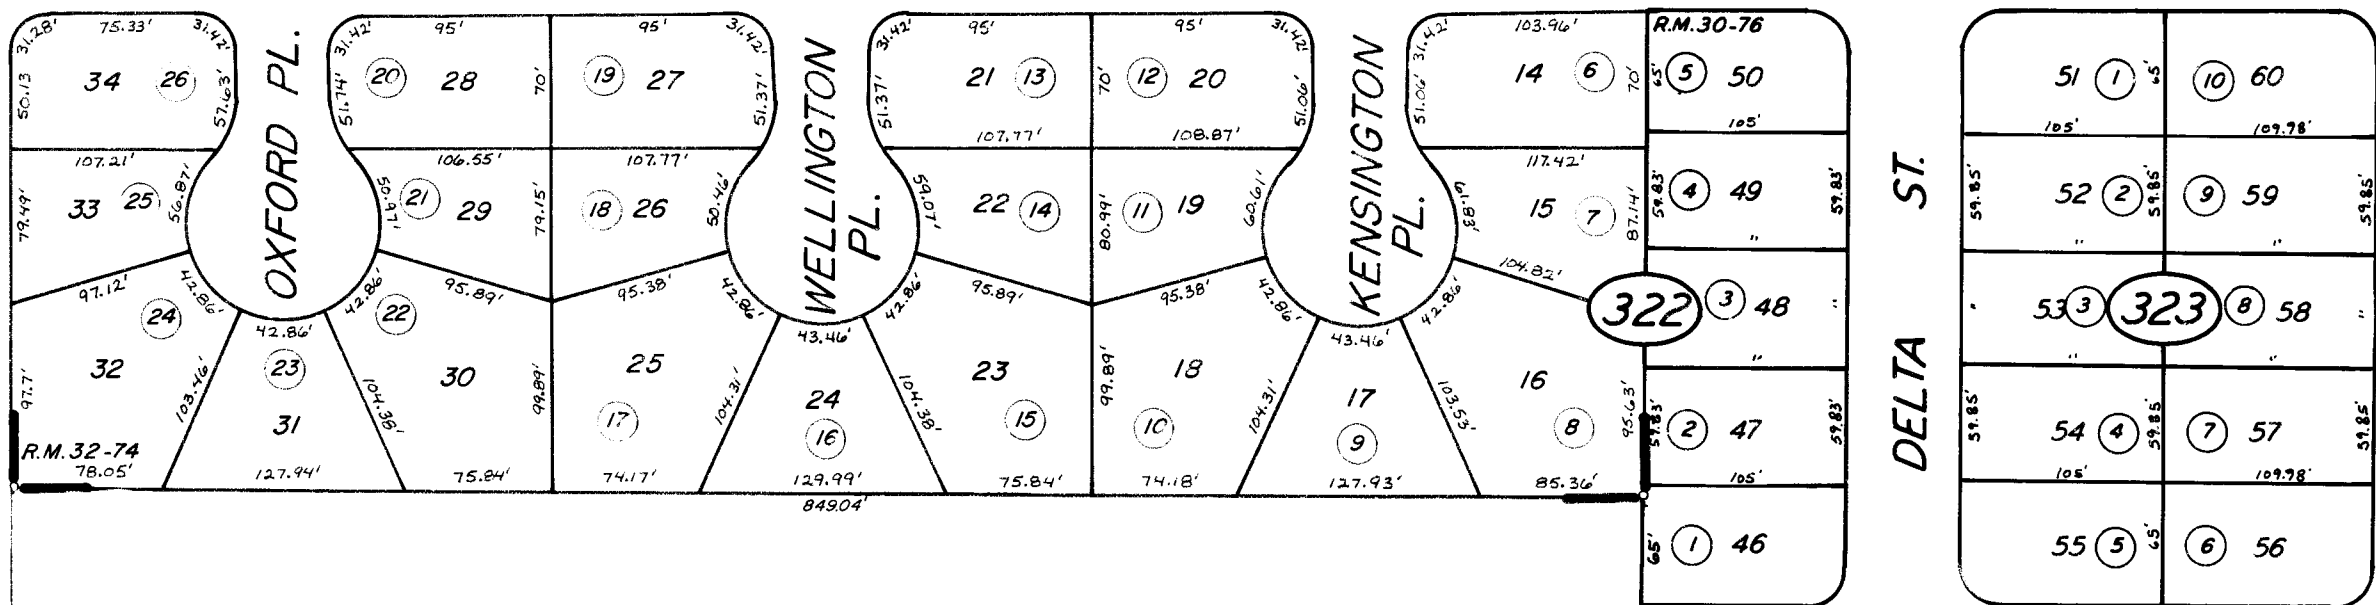 31.28' 75.33' 31.42' 31.42' 95' 95' 31.42' 31.42' 95' 95' 31.42' 31.42' 103.96' R.M. 30-76
50.13 34 26 57.63' 51.74' 20 28 70' 19 27 51.37' 51.37' 21 13 70' 12 20 51.06' 51.06' 14 6 70' 65' 5 50 51 1 65' 10 60
OXFORD PL.
WELLINGTON
PL.
KENSINGTON
PL.
DELTA ST.
107.77' 108.87' 105' 105' 109.98'
107.21' 106.55' 107.77' 117.42'
79.49' 33 25 56.87' 50.97' 21 29 79.15' 18 26 50.46' 59.07' 22 14 80.99' 11 19 60.61' 61.83' 15 7 87.14' 59.83' 4 49 59.83' 59.85' 52 2 59.85' 9 59 59.85'
" " "
97.12' 42.86' 42.86' 95.89' 95.38' 42.86' 42.86' 95.89' 95.38' 42.86' 42.86' 104.82'
24 22 322 3 48 " " 53 3 323 8 58 "
42.86' 43.46' 43.46' " " "
97.7' 32 103.46' 23 104.38' 30 99.89' 25 104.31' 24 104.38' 23 99.89' 18 104.31' 17 103.53' 16 95.63'
31 17 16 15 10 9 8 59.83' 2 47 59.83' 59.85' 54 4 59.85' 7 57 59.85'
R.M. 32-74
78.05' 127.94' 75.84' 74.17' 129.99' 75.84' 74.18' 127.93' 85.36' 105' 105' 109.98'
849.04'
65' 1 46 55 5 65' 6 56